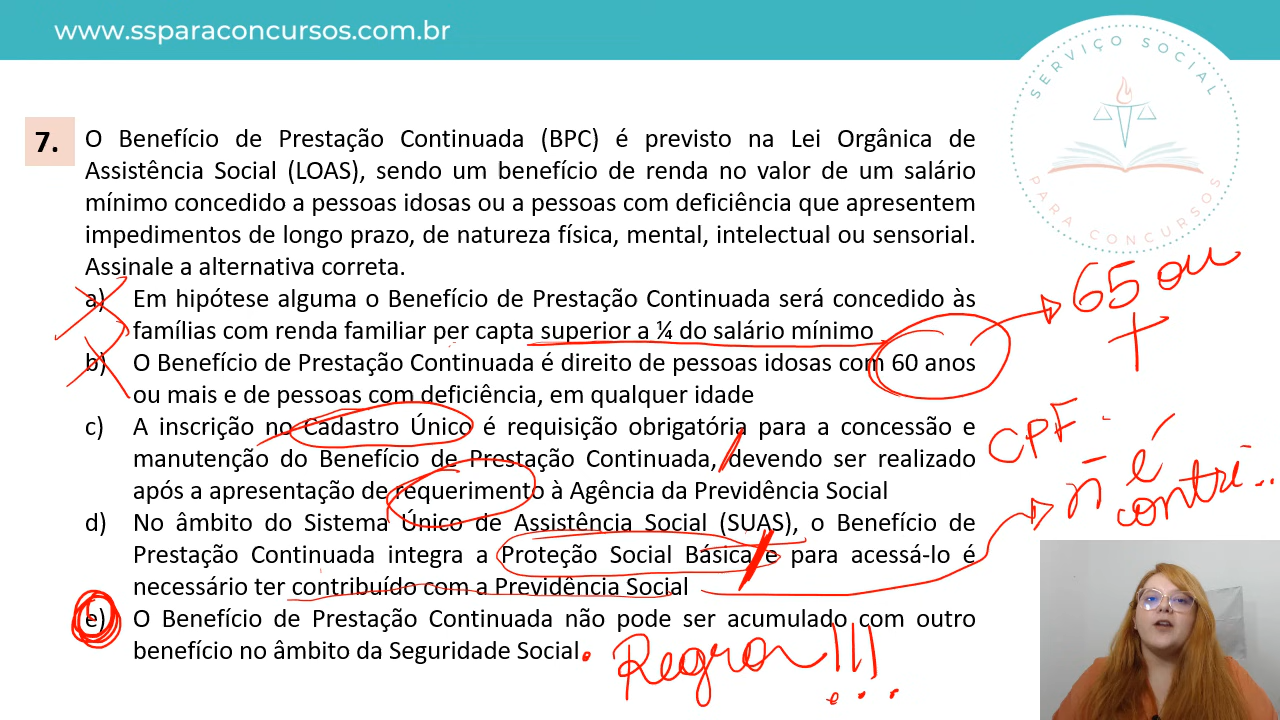 www.ssparaconcursos.com.br
SERVIÇO SOCIAL
PARA CONCURSOS
7. O Benefício de Prestação Continuada (BPC) é previsto na Lei Orgânica de
Assistência Social (LOAS), sendo um benefício de renda no valor de um salário
mínimo concedido a pessoas idosas ou a pessoas com deficiência que apresentem
impedimentos de longo prazo, de natureza física, mental, intelectual ou sensorial.
Assinale a alternativa correta.
a) Em hipótese alguma o Benefício de Prestação Continuada será concedido às
famílias com renda familiar per capta superior a ¼ do salário mínimo
b) O Benefício de Prestação Continuada é direito de pessoas idosas com 60 anos
ou mais e de pessoas com deficiência, em qualquer idade
c) A inscrição no Cadastro Único é requisição obrigatória para a concessão e
manutenção do Benefício de Prestação Continuada, devendo ser realizado
após a apresentação de requerimento à Agência da Previdência Social
d) No âmbito do Sistema Único de Assistência Social (SUAS), o Benefício de
Prestação Continuada integra a Proteção Social Básica e para acessá-lo é
necessário ter contribuído com a Previdência Social
e) O Benefício de Prestação Continuada não pode ser acumulado com outro
benefício no âmbito da Seguridade Social.
65 ou
+
CPF
ñ é
contri...
Regra!!!